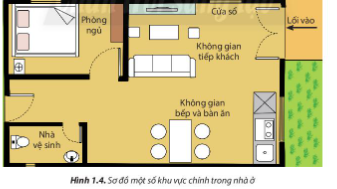 Phòng
ngủ
Cửa sổ
Lối vào
Không gian
tiếp khách
Không gian
bếp và bàn ăn
Nhà
vệ sinh
Hình 1.4. Sơ đồ một số khu vực chính trong nhà ở